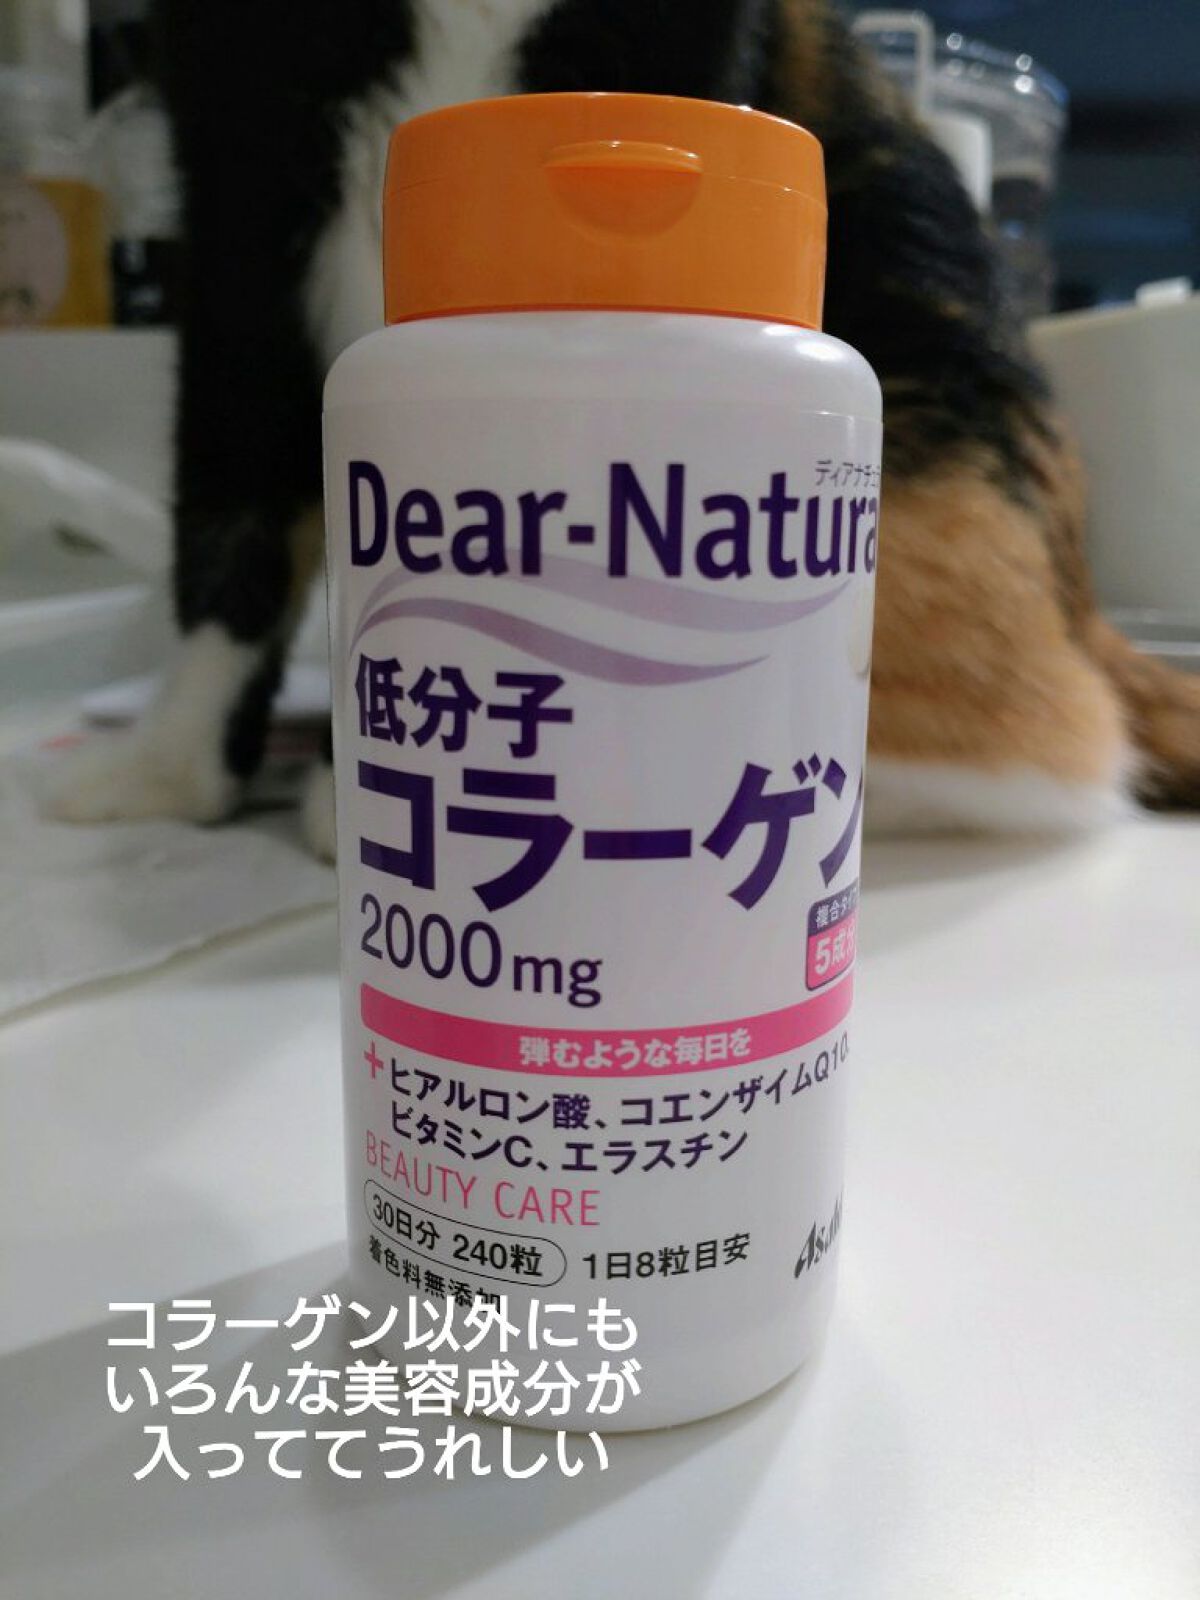 ディアナチュ
Dear-Natura
低分子
コラーゲン
2000mg
複合タイプ
5成分
弾むような毎日を
+ヒアルロン酸、コエンザイムQ10、
ビタミンC、エラスチン
BEAUTY CARE
30日分 240粒 1日8粒目安
着色料無添加
Asahi
コラーゲン以外にも
いろんな美容成分が
入っててうれしい